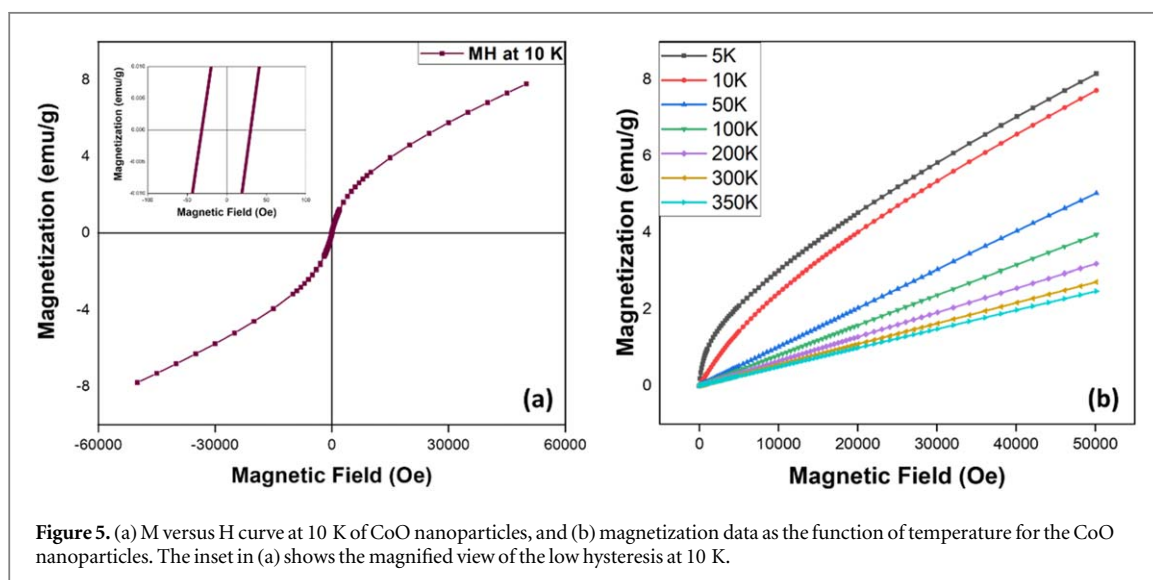 MH at 10 K
Magnetization (emu/g)
8
4
0
-4
-8
-60000 -30000 0 30000 60000
Magnetic Field (Oe)
(a)
Magnetization (emu/g)
0.010
0.005
0.000
-0.005
-0.010
-100 -50 0 50 100
Magnetic Field (Oe)
5K
10K
50K
100K
200K
300K
350K
Magnetization (emu/g)
8
6
4
2
0
0 10000 20000 30000 40000 50000
Magnetic Field (Oe)
(b)
Figure 5. (a) M versus H curve at 10 K of CoO nanoparticles, and (b) magnetization data as the function of temperature for the CoO
nanoparticles. The inset in (a) shows the magnified view of the low hysteresis at 10 K.